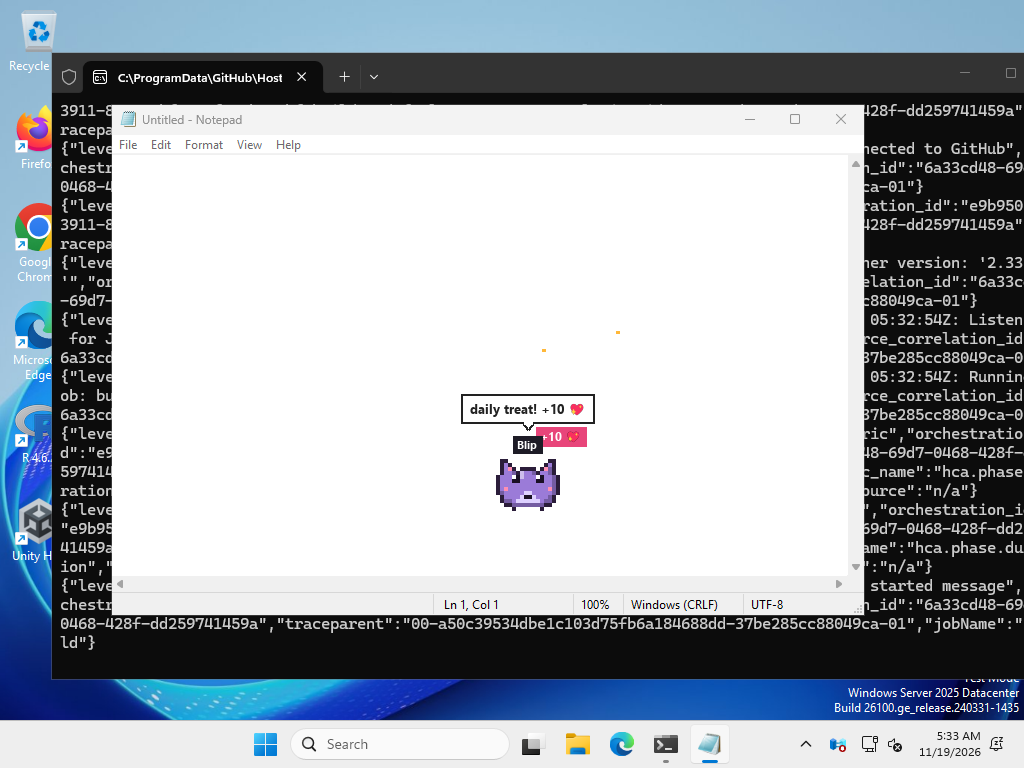 Recycle
C:\ProgramData\GitHub\Host
428f-dd259741459a"
Untitled - Notepad
File Edit Format View Help
racepa
{"leve
nected to GitHub",
chestr
n_id":"6a33cd48-69
0468-4
ca-01"}
{"leve
ration_id":"e9b950
3911-8
428f-dd259741459a"
racepa
{"leve
ner version: '2.33
'","or
elation_id":"6a33c
-69d7-
c88049ca-01"}
{"leve
05:32:54Z: Listen
for J
rce_correlation_id
6a33cd
37be285cc88049ca-0
{"leve
05:32:54Z: Runnin
ob: bu
rce_correlation_id
6a33cd
37be285cc88049ca-0
{"leve
ric","orchestratio
d":"e9
48-69d7-0468-428f-
597414
c_name":"hca.phase
ration
ource":"n/a"}
{"leve
","orchestration_i
"e9b95
69d7-0468-428f-dd2
41459a
ame":"hca.phase.du
ion","
":"n/a"}
{"leve
started message",
chestr
n_id":"6a33cd48-69
0468-428f-dd259741459a","traceparent":"00-a50c39534dbe1c103d75fb6a184688dd-37be285cc88049ca-01","jobName":"
ld"}
daily treat! +10 💖
+10 💖
Blip
Ln 1, Col 1 100% Windows (CRLF) UTF-8
Firefo
Googl
Chrom
Micros
Edge
R 4.6.
Unity H
Test Mode
Windows Server 2025 Datacenter
Build 26100.ge_release.240331-1435
Search
5:33 AM
11/19/2026